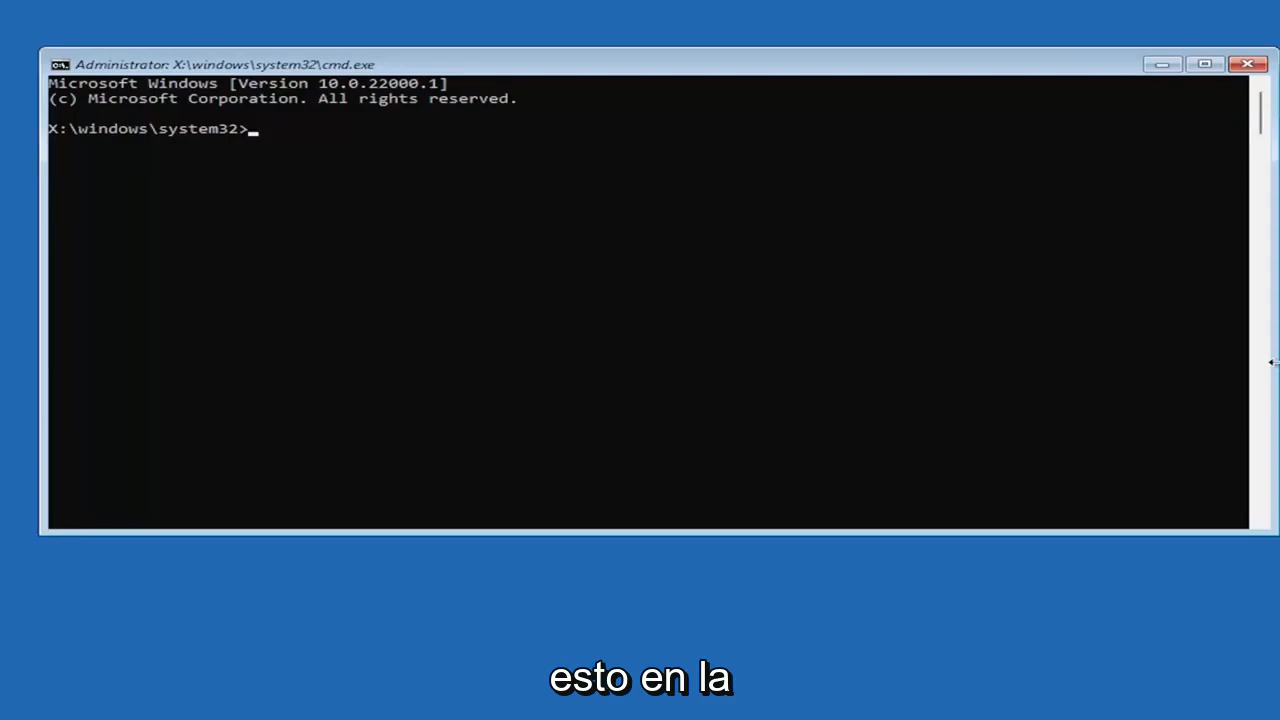 Administrator: X:\windows\system32\cmd.exe
Microsoft Windows [Version 10.0.22000.1]
(c) Microsoft Corporation. All rights reserved.
X:\windows\system32>
esto en la